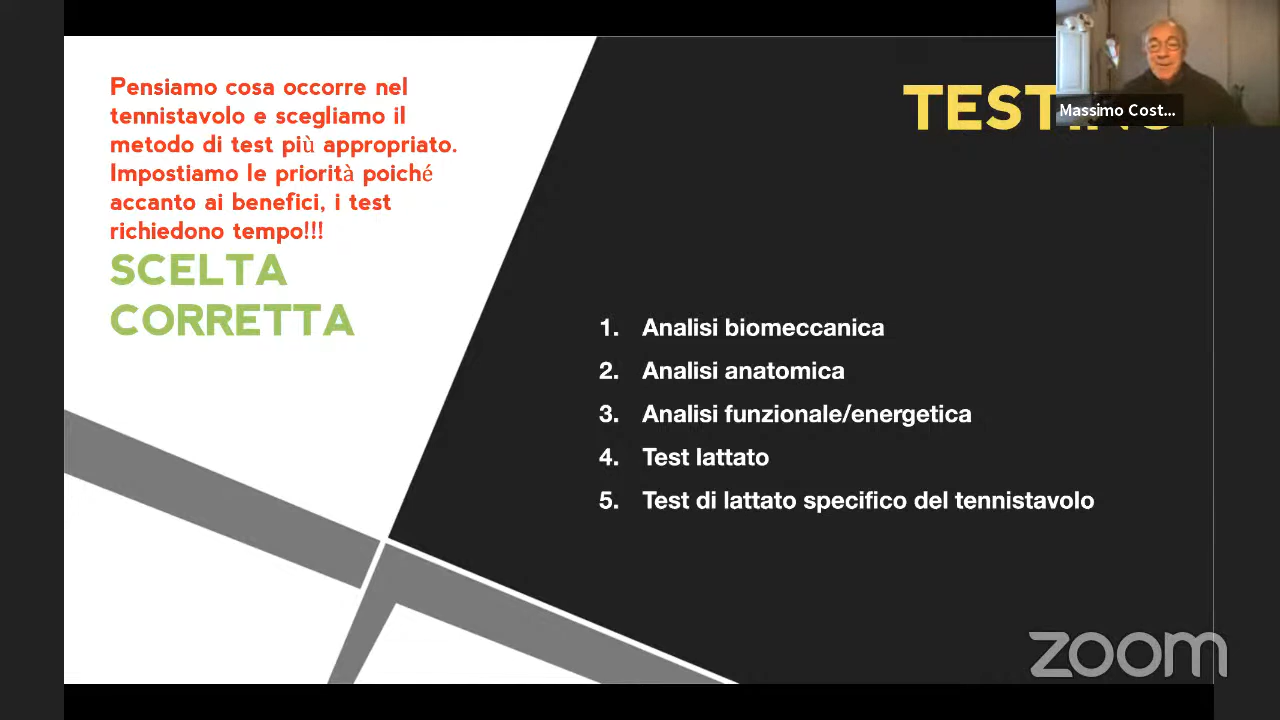 Pensiamo cosa occorre nel
tennistavolo e scegliamo il
metodo di test più appropriato.
Impostiamo le priorità poiché
accanto ai benefici, i test
richiedono tempo!!!
SCELTA
CORRETTA
Massimo Cost...
1. Analisi biomeccanica
2. Analisi anatomica
3. Analisi funzionale/energetica
4. Test lattato
5. Test di lattato specifico del tennistavolo
zoom